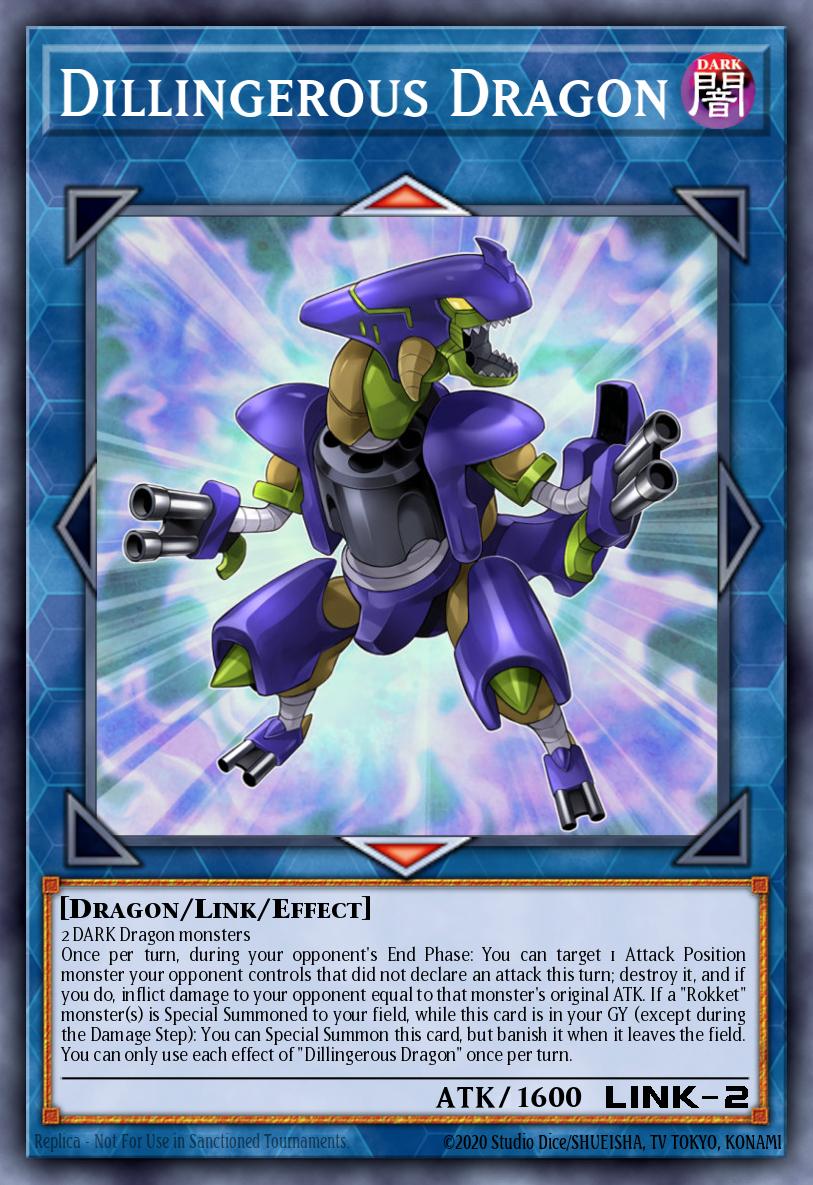 Dillingerous Dragon
DARK
闇
[Dragon/Link/Effect]
2 DARK Dragon monsters
Once per turn, during your opponent's End Phase: You can target 1 Attack Position
monster your opponent controls that did not declare an attack this turn; destroy it, and if
you do, inflict damage to your opponent equal to that monster's original ATK. If a "Rokket"
monster(s) is Special Summoned to your field, while this card is in your GY (except during
the Damage Step): You can Special Summon this card, but banish it when it leaves the field.
You can only use each effect of "Dillingerous Dragon" once per turn.
ATK/1600 LINK-2
Replica - Not For Use in Sanctioned Tournaments. ©2020 Studio Dice/SHUEISHA, TV TOKYO, KONAMI